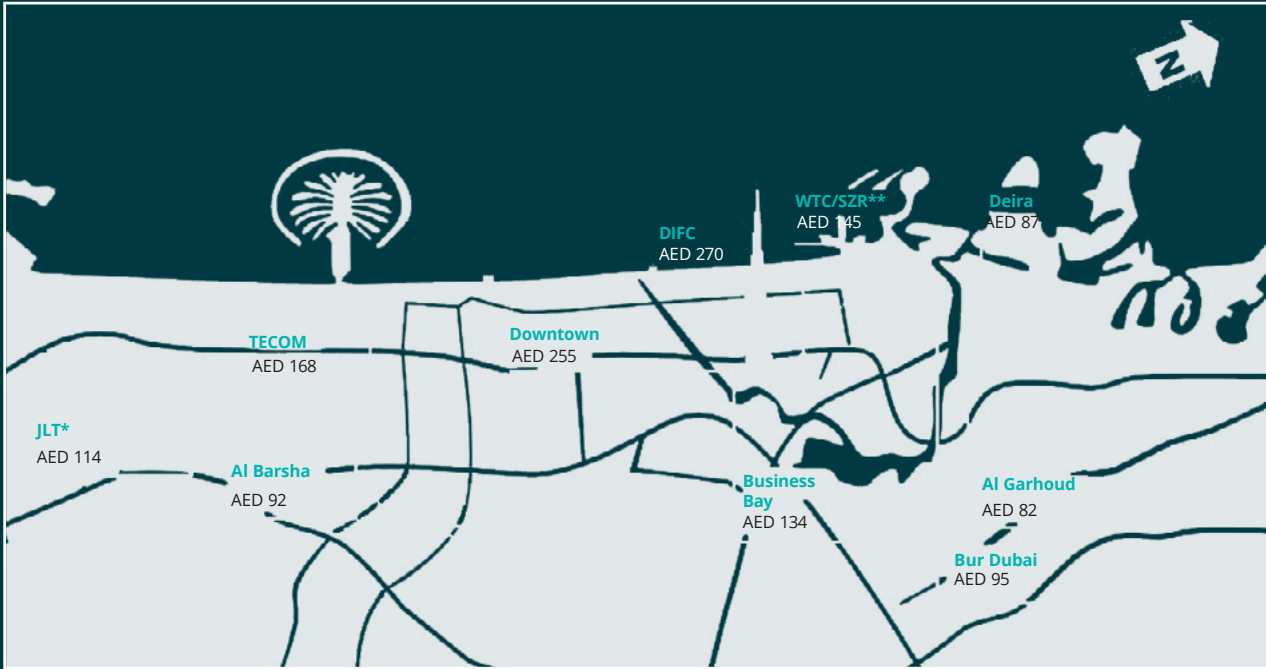 N
WTC/SZR**
AED 145
Deira
AED 87
DIFC
AED 270
TECOM
AED 168
Downtown
AED 255
JLT*
AED 114
Al Barsha
AED 92
Business
Bay
AED 134
Al Garhoud
AED 82
Bur Dubai
AED 95